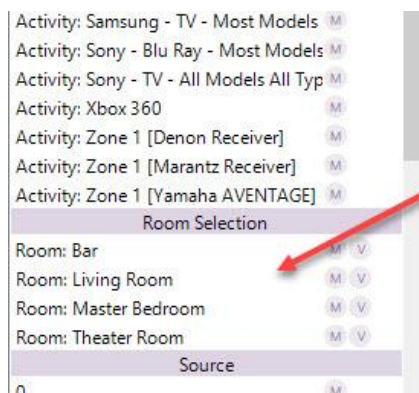 Activity: Samsung - TV - Most Models M
Activity: Sony - Blu Ray - Most Models M
Activity: Sony - TV - All Models All Typ M
Activity: Xbox 360 M
Activity: Zone 1 [Denon Receiver] M
Activity: Zone 1 [Marantz Receiver] M
Activity: Zone 1 [Yamaha AVENTAGE] M
Room Selection
Room: Bar M V
Room: Living Room M V
Room: Master Bedroom M V
Room: Theater Room M V
Source
0 M